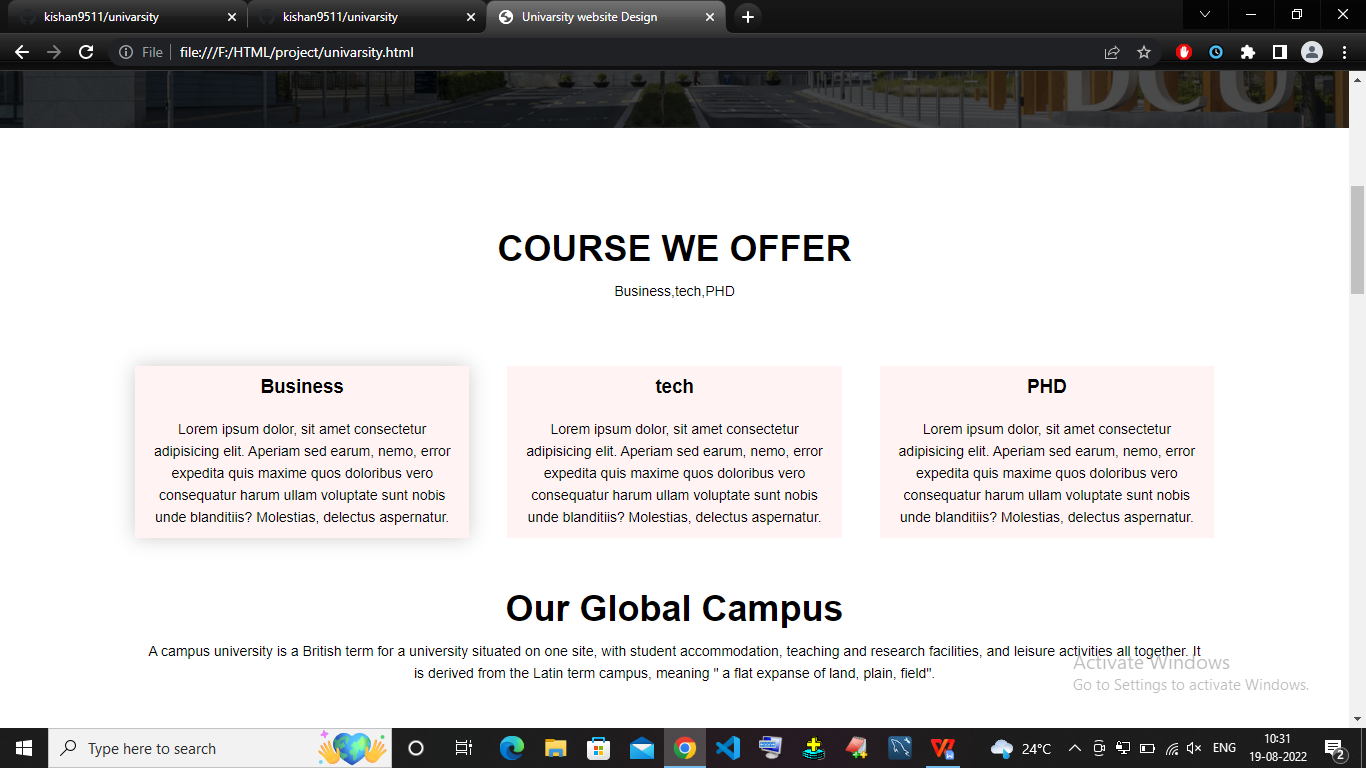 kishan9511/univarsity
kishan9511/univarsity
Univarsity website Design
File
file:///F:/HTML/project/univarsity.html
DCU
COURSE WE OFFER
Business,tech,PHD
Business
Lorem ipsum dolor, sit amet consectetur
adipisicing elit. Aperiam sed earum, nemo, error
expedita quis maxime quos doloribus vero
consequatur harum ullam voluptate sunt nobis
unde blanditiis? Molestias, delectus aspernatur.
tech
Lorem ipsum dolor, sit amet consectetur
adipisicing elit. Aperiam sed earum, nemo, error
expedita quis maxime quos doloribus vero
consequatur harum ullam voluptate sunt nobis
unde blanditiis? Molestias, delectus aspernatur.
PHD
Lorem ipsum dolor, sit amet consectetur
adipisicing elit. Aperiam sed earum, nemo, error
expedita quis maxime quos doloribus vero
consequatur harum ullam voluptate sunt nobis
unde blanditiis? Molestias, delectus aspernatur.
Our Global Campus
A campus university is a British term for a university situated on one site, with student accommodation, teaching and research facilities, and leisure activities all together. It
is derived from the Latin term campus, meaning " a flat expanse of land, plain, field".
Activate Windows
Go to Settings to activate Windows.
Type here to search
24°C
ENG
10:31
19-08-2022
2